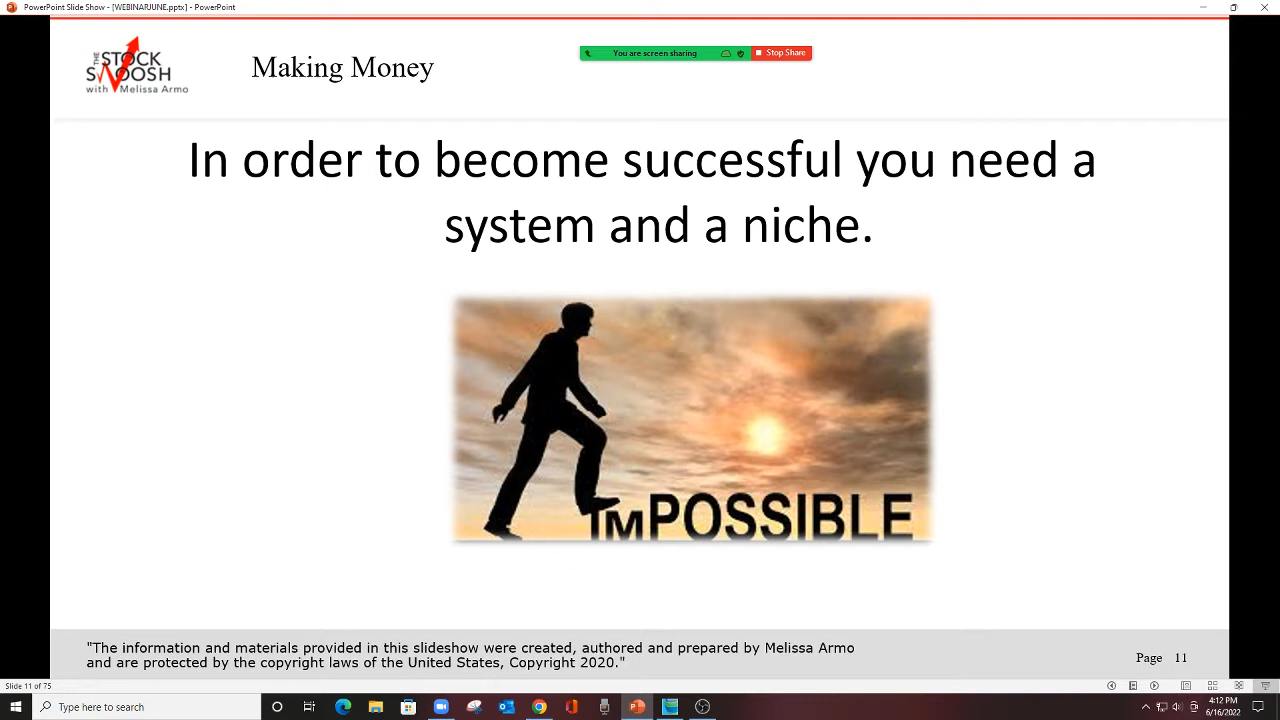 PowerPoint Slide Show - [WEBINARJUNE.pptx] - PowerPoint
THE
STOCK
SWOOSH
with Melissa Armo
Making Money
You are screen sharing
Stop Share
In order to become successful you need a
system and a niche.
IMPOSSIBLE
"The information and materials provided in this slideshow were created, authored and prepared by Melissa Armo
and are protected by the copyright laws of the United States, Copyright 2020."
Page 11
Slide 11 of 75
Type here to search
4:12 PM
6/16/2022